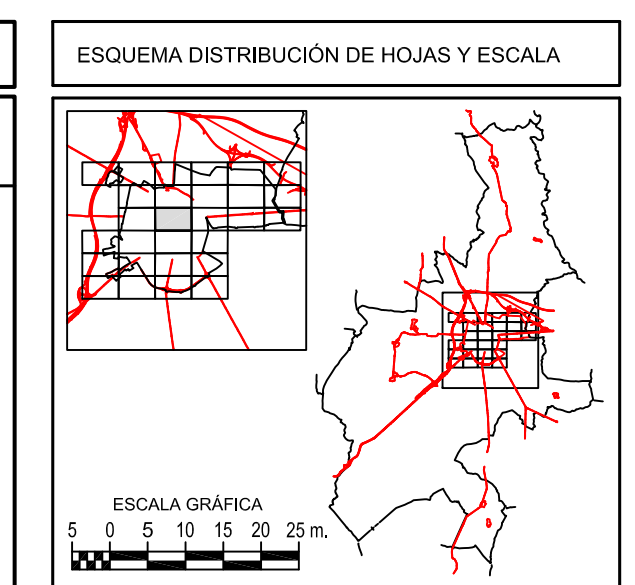 ESQUEMA DISTRIBUCIÓN DE HOJAS Y ESCALA
ESCALA GRÁFICA
5 0 5 10 15 20 25 m.